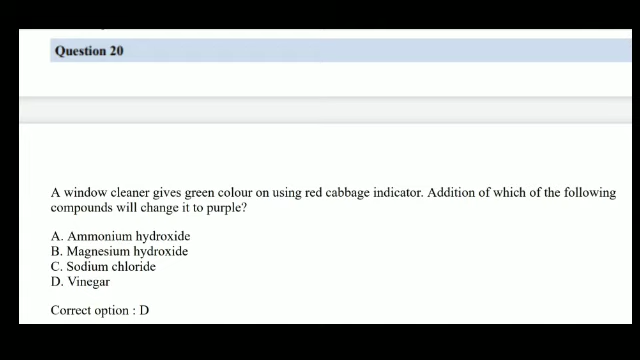 Question 20
A window cleaner gives green colour on using red cabbage indicator. Addition of which of the following
compounds will change it to purple?
A. Ammonium hydroxide
B. Magnesium hydroxide
C. Sodium chloride
D. Vinegar
Correct option : D